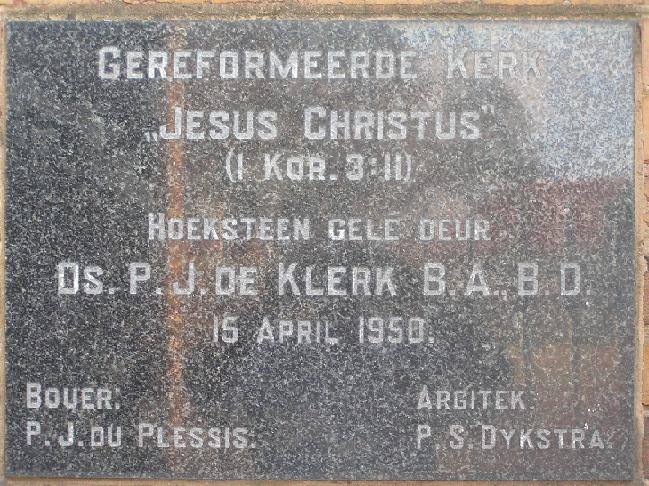 GEREFORMEERDE KERK
„JESUS CHRISTUS"
(I KOR. 3:11)
HOEKSTEEN GELÊ DEUR
DS. P. J. DE KLERK B.A., B.D.
15 APRIL 1950.
BOUER:
P. J. DU PLESSIS.
ARGITEK:
P. S. DYKSTRA.